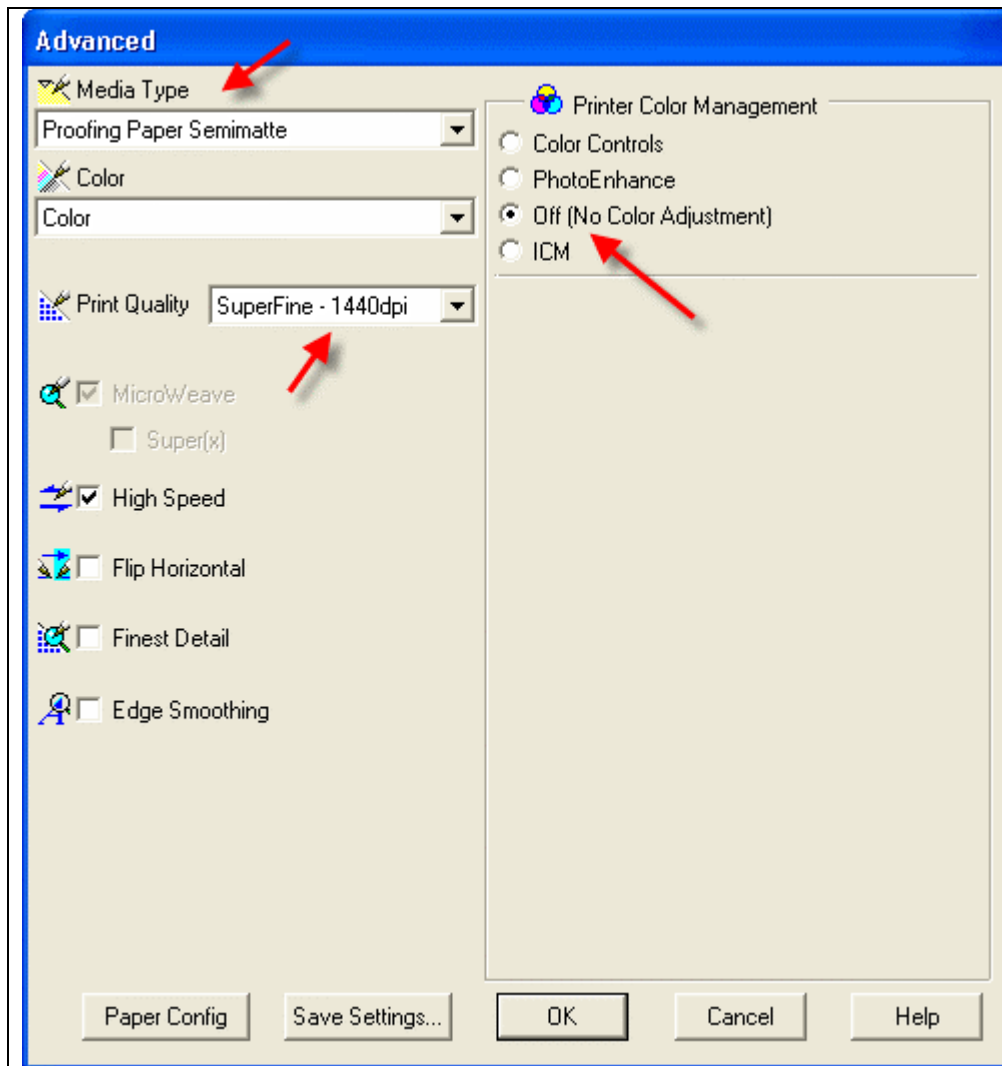 Advanced
Media Type
Proofing Paper Semimatte
Color
Color
Print Quality
SuperFine - 1440dpi
MicroWeave
Super(x)
High Speed
Flip Horizontal
Finest Detail
Edge Smoothing
Printer Color Management
Color Controls
PhotoEnhance
Off (No Color Adjustment)
ICM
Paper Config
Save Settings...
OK
Cancel
Help